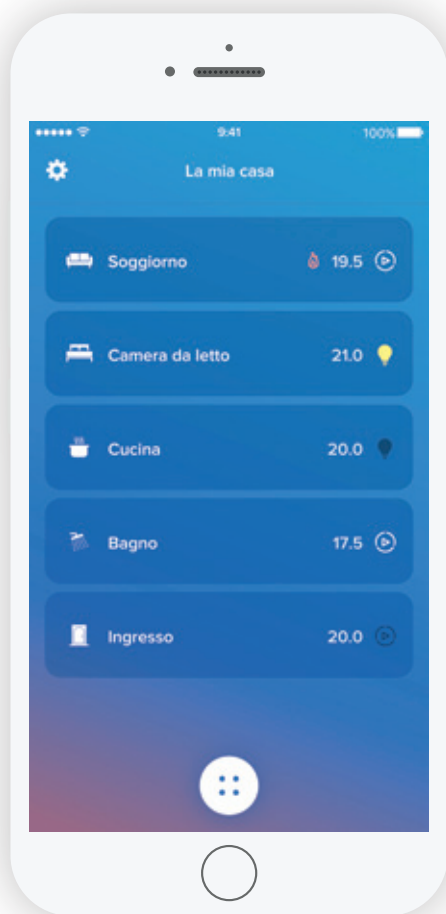 9:41
100%
La mia casa
Soggiorno 19.5
Camera da letto 21.0
Cucina 20.0
Bagno 17.5
Ingresso 20.0